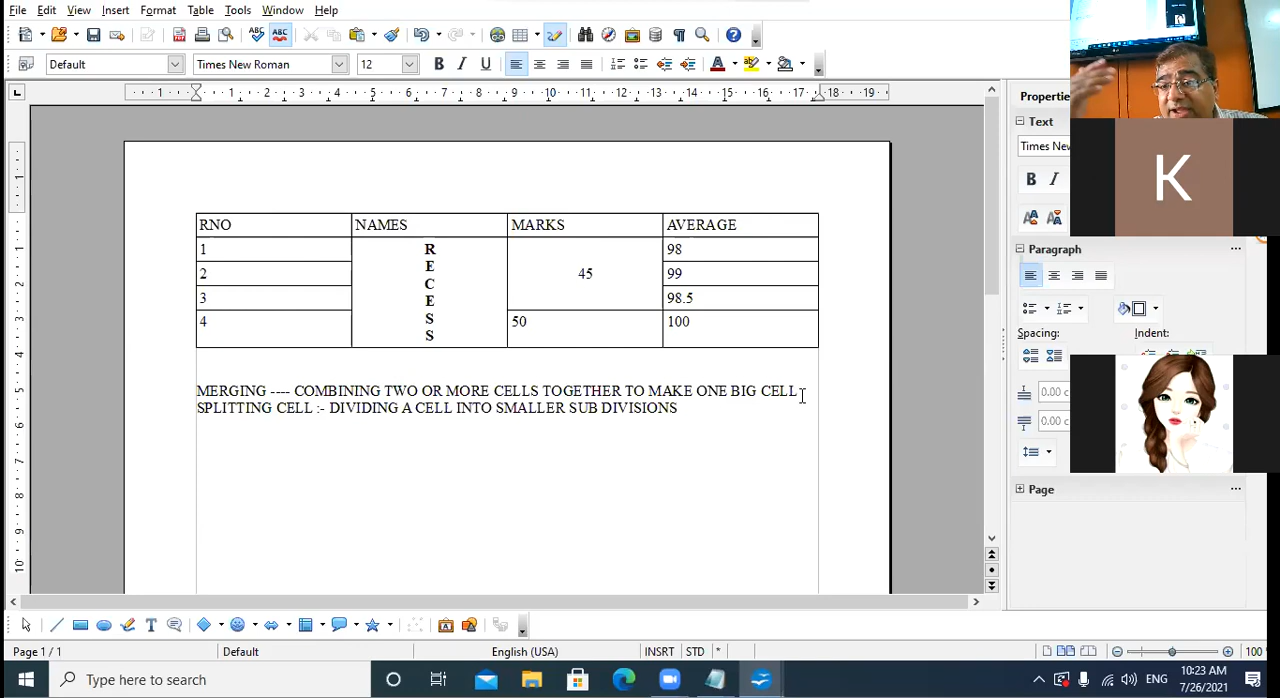 File Edit View Insert Format Table Tools Window Help
Default Times New Roman 12
Properties
Text
Times New
K
Paragraph
Spacing: Indent:
0.00 c
0.00 c
Page
RNO NAMES MARKS AVERAGE
1 R 98
E
2 C 45 99
3 E 98.5
S
4 S 50 100
MERGING ---- COMBINING TWO OR MORE CELLS TOGETHER TO MAKE ONE BIG CELL
SPLITTING CELL :- DIVIDING A CELL INTO SMALLER SUB DIVISIONS
Page 1 / 1 Default English (USA) INSRT STD * 100
Type here to search
ENG
10:23 AM
7/26/2021